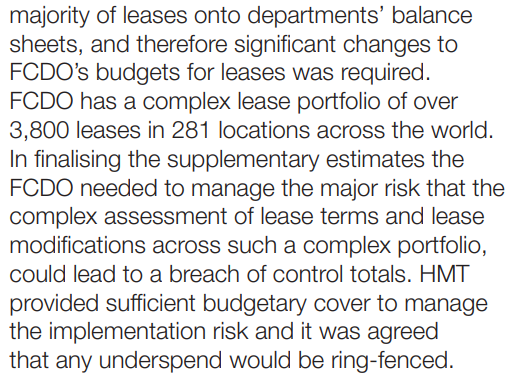 majority of leases onto departments’ balance
sheets, and therefore significant changes to
FCDO’s budgets for leases was required.
FCDO has a complex lease portfolio of over
3,800 leases in 281 locations across the world.
In finalising the supplementary estimates the
FCDO needed to manage the major risk that the
complex assessment of lease terms and lease
modifications across such a complex portfolio,
could lead to a breach of control totals. HMT
provided sufficient budgetary cover to manage
the implementation risk and it was agreed
that any underspend would be ring-fenced.